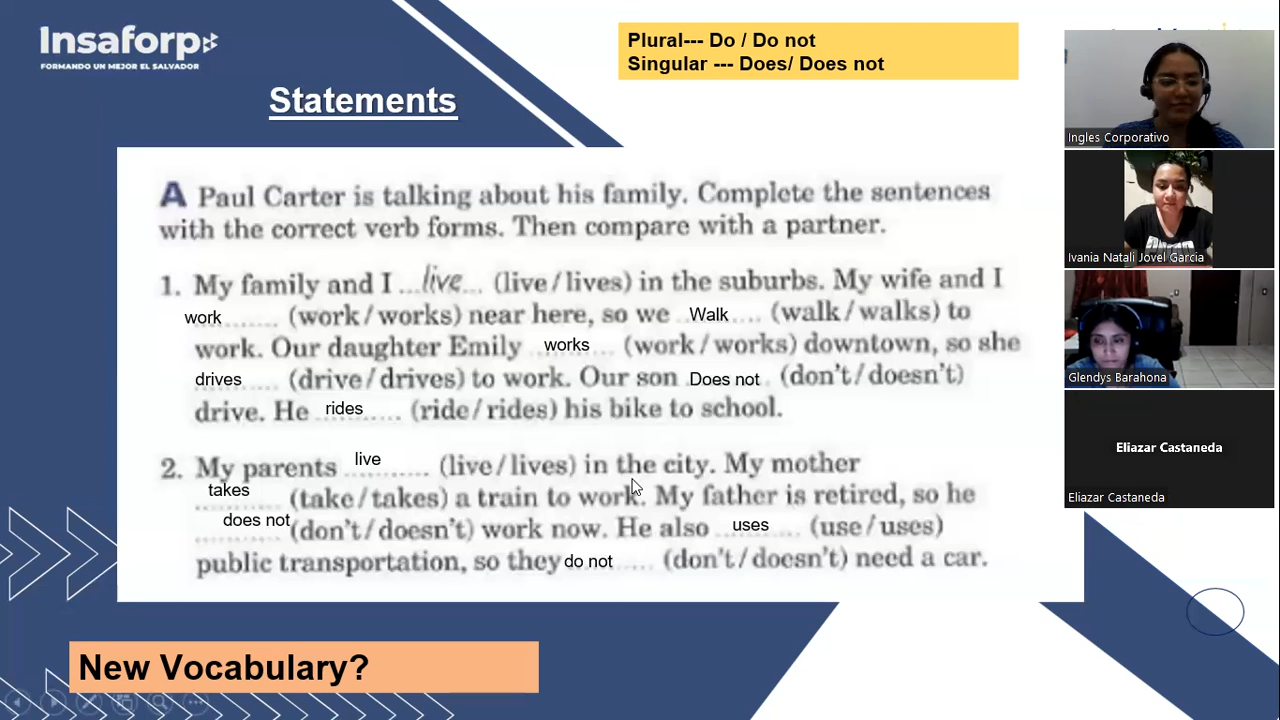 Insaforp
FORMANDO UN MEJOR EL SALVADOR
Plural--- Do / Do not
Singular --- Does/ Does not
Statements
A Paul Carter is talking about his family. Complete the sentences
with the correct verb forms. Then compare with a partner.
1. My family and I ...live... (live / lives) in the suburbs. My wife and I
work ........ (work / works) near here, so we Walk .... (walk / walks) to
work. Our daughter Emily works .... (work / works) downtown, so she
drives .... (drive / drives) to work. Our son Does not (don't / doesn't)
drive. He rides .... (ride / rides) his bike to school.
2. My parents live .......... (live / lives) in the city. My mother
takes .......... (take / takes) a train to work. My father is retired, so he
does not .......... (don't / doesn't) work now. He also uses .... (use / uses)
public transportation, so they do not .... (don't / doesn't) need a car.
New Vocabulary?
Ingles Corporativo
Ivania Natali Jovel Garcia
Glendys Barahona
Eliazar Castaneda
Eliazar Castaneda